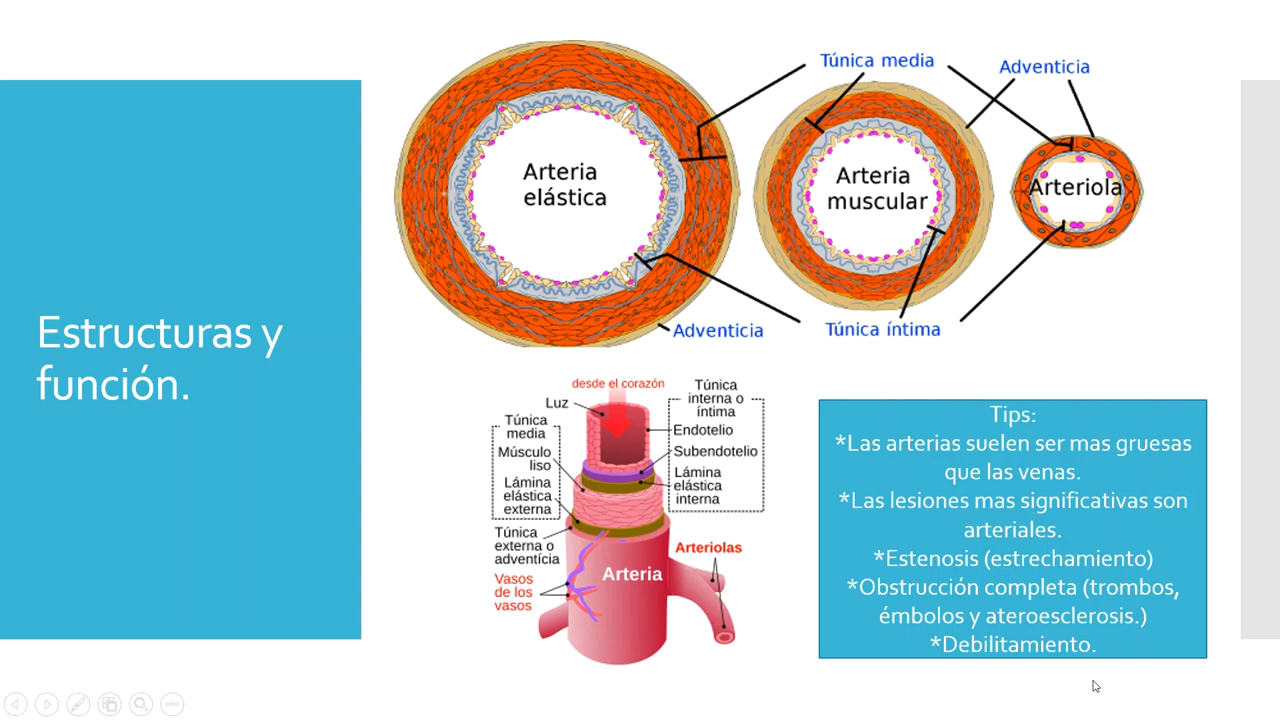 Estructuras y
función.
Túnica media
Adventicia
Arteria
elástica
Arteria
muscular
Arteriola
Adventicia
Túnica íntima
desde el corazón
Luz
Túnica
media
Músculo
liso
Lámina
elástica
externa
Túnica
externa o
adventícia
Vasos
de los
vasos
Túnica
interna o
íntima
Endotelio
Subendotelio
Lámina
elástica
interna
Arteriolas
Arteria
Tips:
*Las arterias suelen ser mas gruesas
que las venas.
*Las lesiones mas significativas son
arteriales.
*Estenosis (estrechamiento)
*Obstrucción completa (trombos,
émbolos y ateroesclerosis.)
*Debilitamiento.